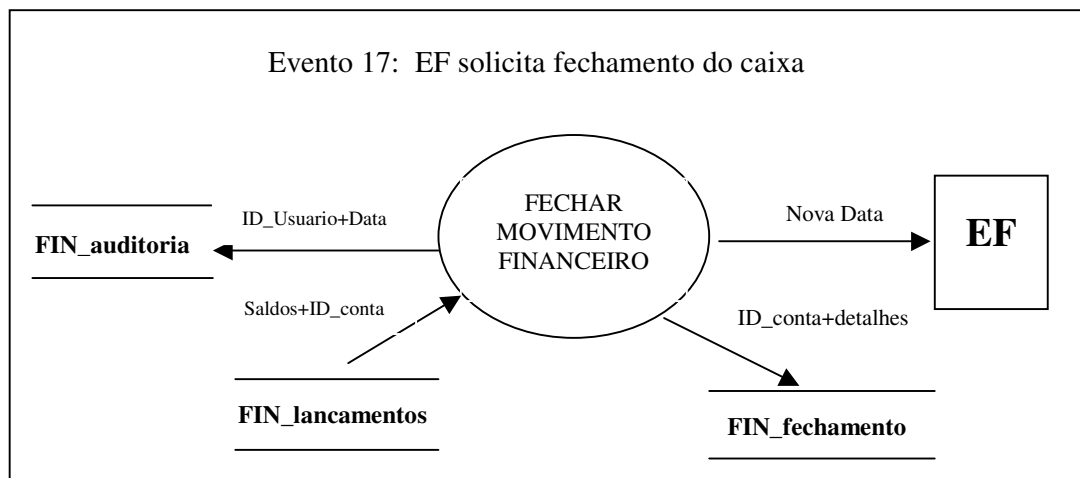 Evento 17: EF solicita fechamento do caixa
FECHAR
MOVIMENTO
FINANCEIRO
ID_Usuario+Data
FIN_auditoria
Nova Data
EF
Saldos+ID_conta
ID_conta+detalhes
FIN_lancamentos
FIN_fechamento